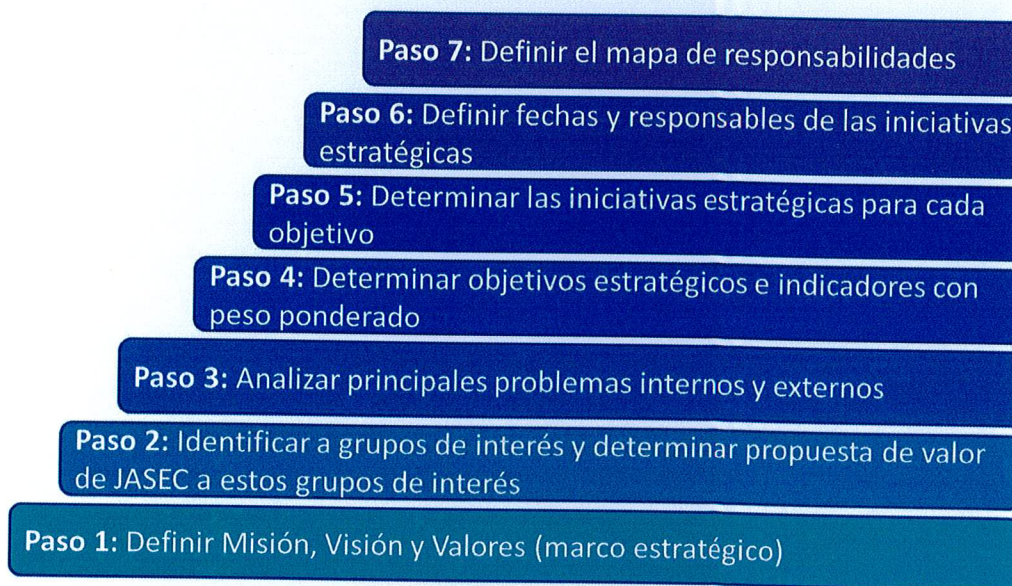 Paso 7: Definir el mapa de responsabilidades
Paso 6: Definir fechas y responsables de las iniciativas
estratégicas
Paso 5: Determinar las iniciativas estratégicas para cada
objetivo
Paso 4: Determinar objetivos estratégicos e indicadores con
peso ponderado
Paso 3: Analizar principales problemas internos y externos
Paso 2: Identificar a grupos de interés y determinar propuesta de valor
de JASEC a estos grupos de interés
Paso 1: Definir Misión, Visión y Valores (marco estratégico)